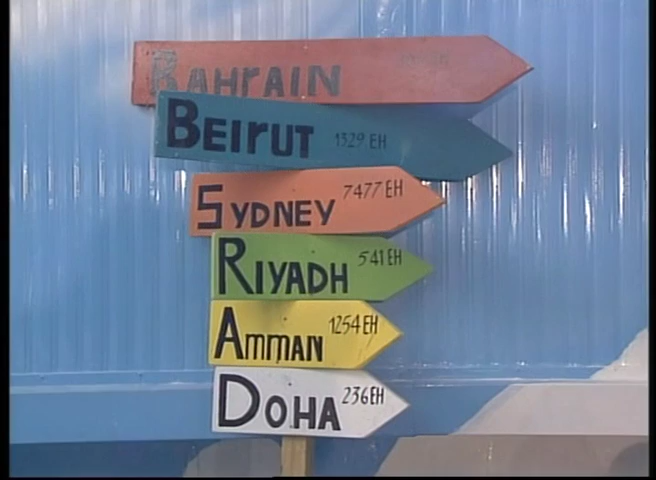 BAHRAIN
BEIRUT 1329 EH
SYDNEY 7477 EH
RIYADH 541 EH
AMMAN 1254 EH
DOHA 236 EH